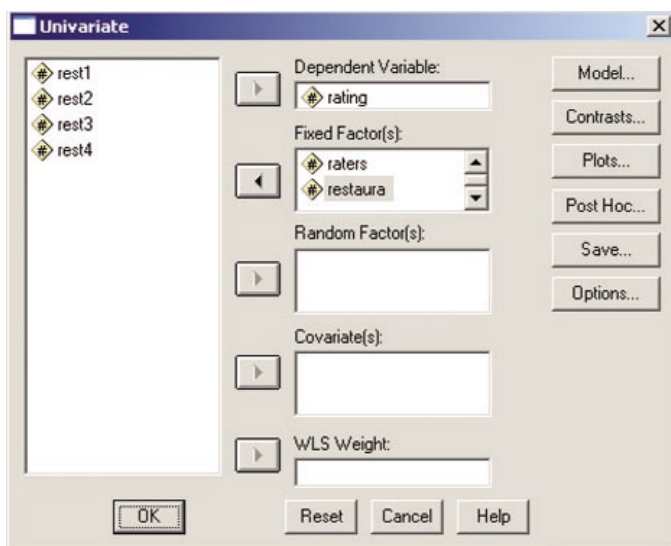 Univariate
rest1
rest2
rest3
rest4
Dependent Variable:
rating
Fixed Factor(s):
raters
restaura
Random Factor(s):
Covariate(s):
WLS Weight:
Model...
Contrasts...
Plots...
Post Hoc...
Save...
Options...
OK
Reset
Cancel
Help